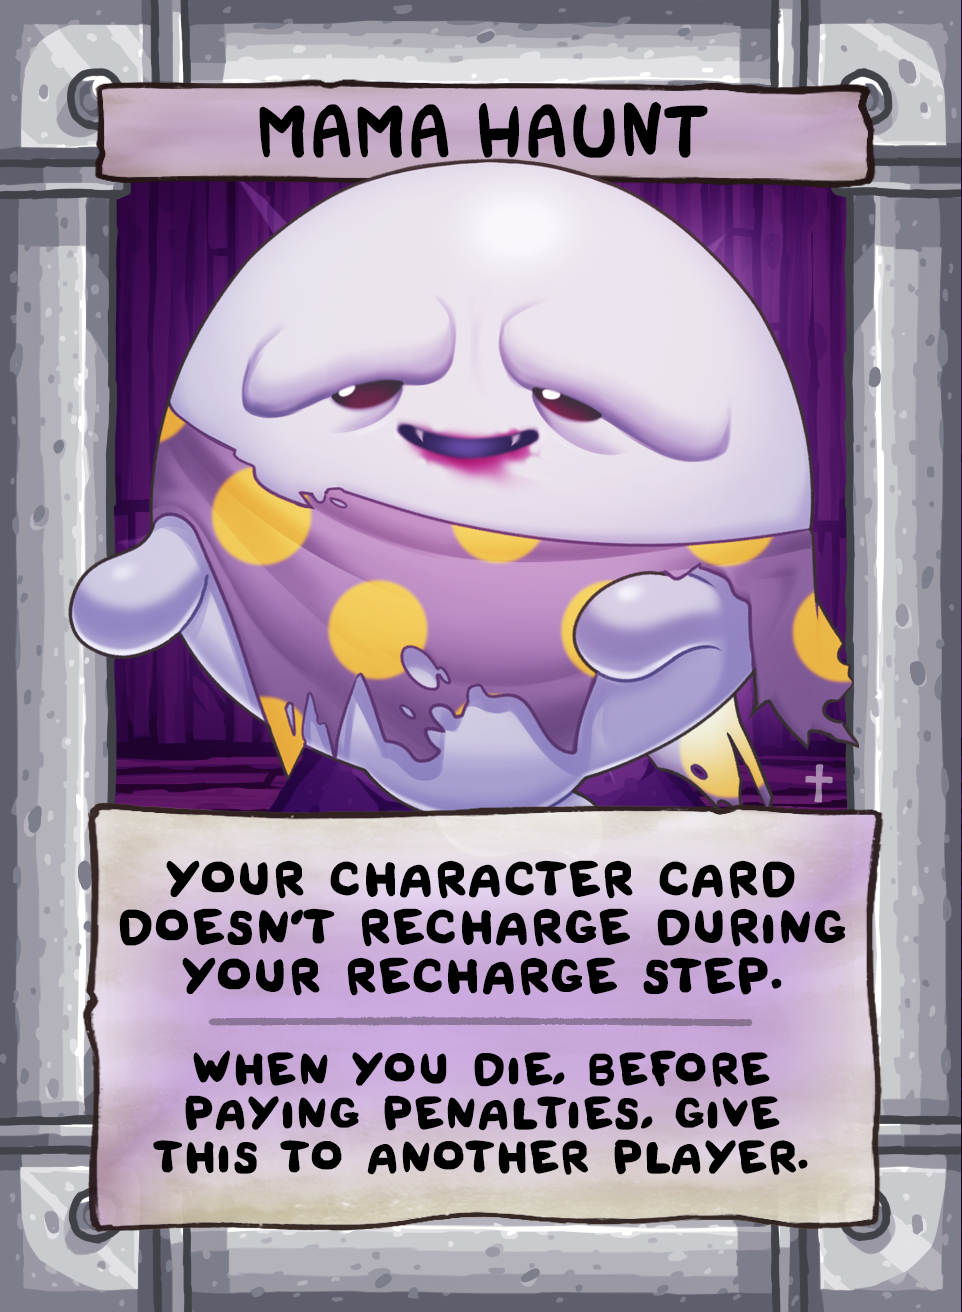 MAMA HAUNT
YOUR CHARACTER CARD
DOESN'T RECHARGE DURING
YOUR RECHARGE STEP.
WHEN YOU DIE, BEFORE
PAYING PENALTIES, GIVE
THIS TO ANOTHER PLAYER.